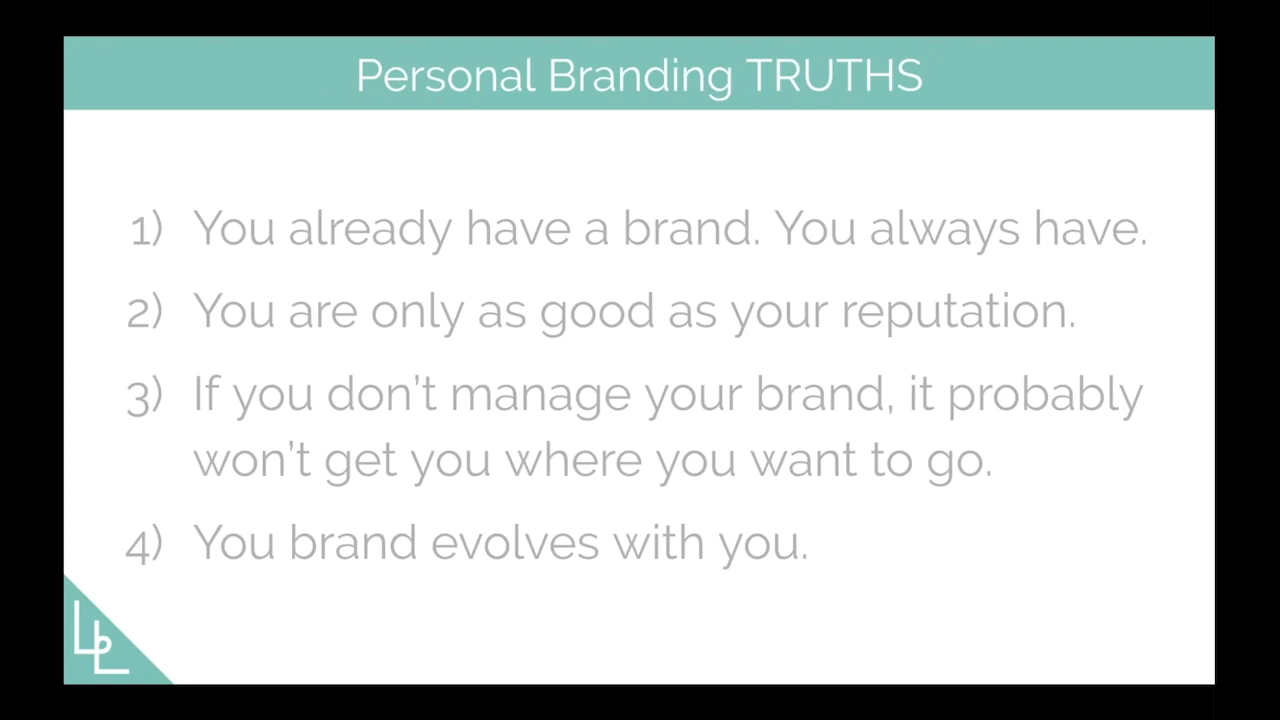 Personal Branding TRUTHS
1) You already have a brand. You always have.
2) You are only as good as your reputation.
3) If you don't manage your brand, it probably
won't get you where you want to go.
4) You brand evolves with you.